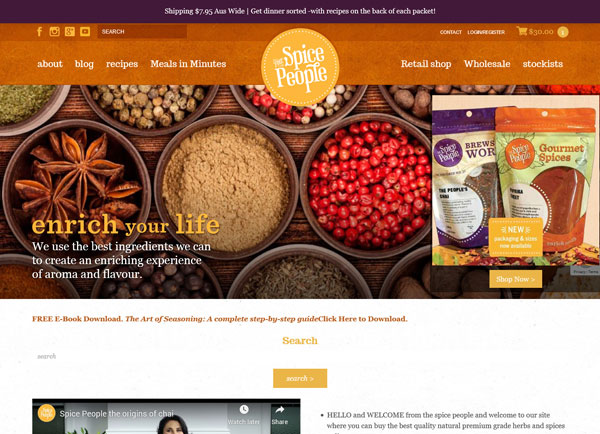 Shipping $7.95 Aus Wide | Get dinner sorted -with recipes on the back of each packet!
SEARCH
CONTACT LOGIN/REGISTER
$30.00
about blog recipes Meals in Minutes
THE
Spice
People
Retail shop Wholesale stockists
Spice
People
BREWS
WOR
THE PEOPLE'S
CHAI
Spice
People
Gourmet
Spices
enrich your life
We use the best ingredients we can
to create an enriching experience
of aroma and flavour.
NEW
packaging & sizes
now available
Privacy - Terms
Shop Now >
FREE E-Book Download. The Art of Seasoning: A complete step-by-step guideClick Here to Download.
Search
search
search >
Spice People the origins of chai
Watch later
Share
HELLO and WELCOME from the spice people and welcome to our site
where you can buy the best quality natural premium grade herbs and spices